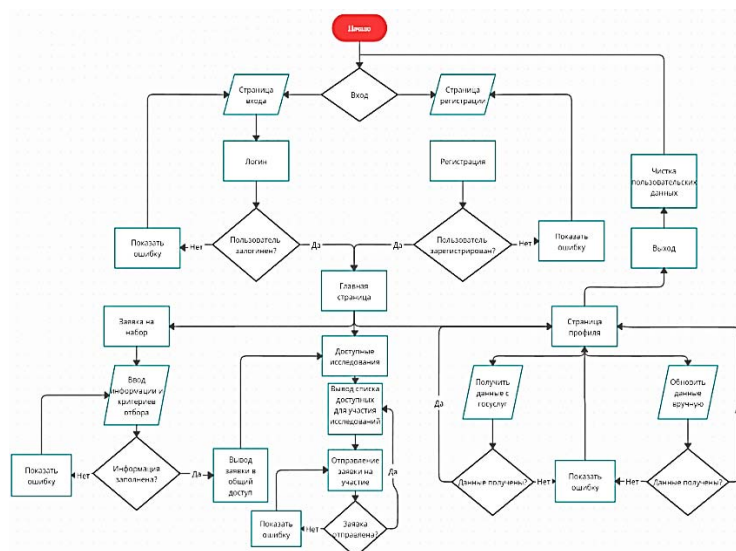 Начало
Вход
Страница
входа
Страница
регистрации
Логин
Регистрация
Чистка
пользовательских
данных
Показать
ошибку
Нет
Пользователь
залогинен?
Да
Да
Пользователь
зарегистрирован?
Нет
Показать
ошибку
Выход
Главная
страница
Заявка на
набор
Страница
профиля
Доступные
исследования
Ввод
информации и
критериев
отбора
Вывод списка
доступных
для участия
исследований
Получить
данные с
госуслуг
Обновить
данные
вручную
Да
Показать
ошибку
Нет
Информация
заполнена?
Да
Вывод
заявки в
общий
доступ
Отправление
заявки на
участие
Да
Данные получены?
Нет
Показать
ошибку
Нет
Данные получены?
Показать
ошибку
Нет
Заявка
отправлена?